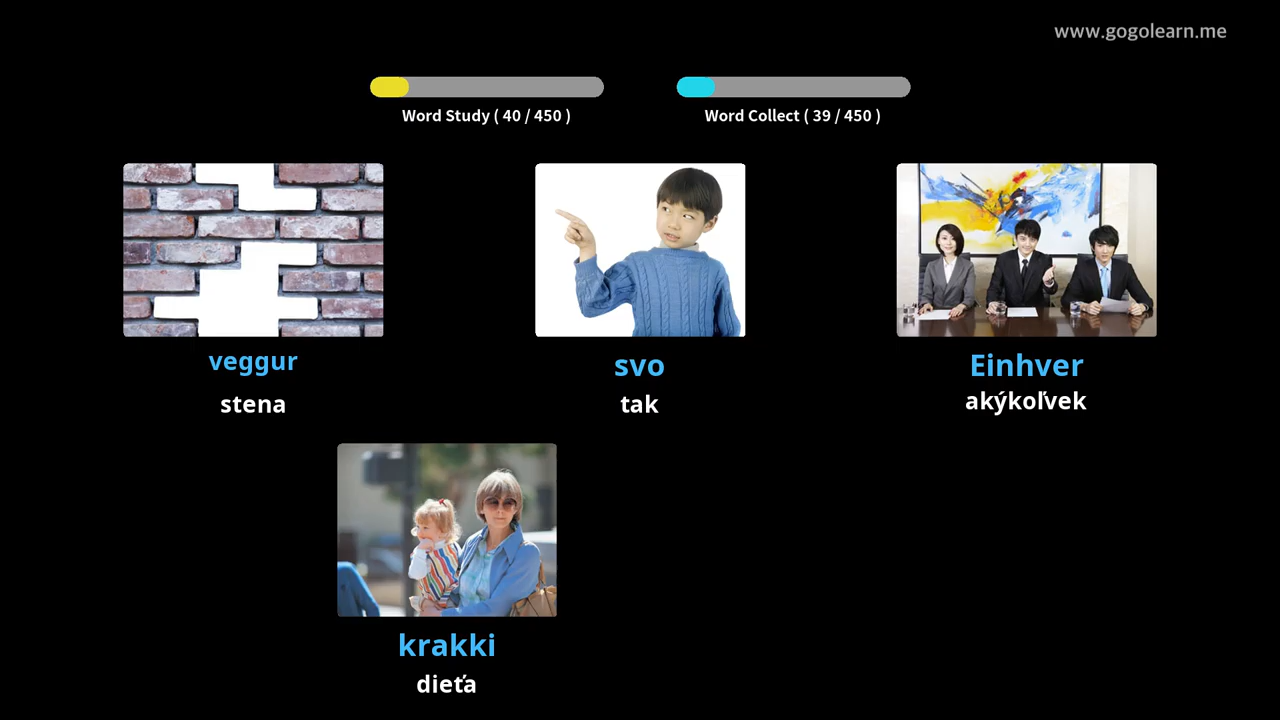 www.gogolearn.me
Word Study ( 40 / 450 )
Word Collect ( 39 / 450 )
veggur
stena
svo
tak
Einhver
akýkoľvek
krakki
dieťa